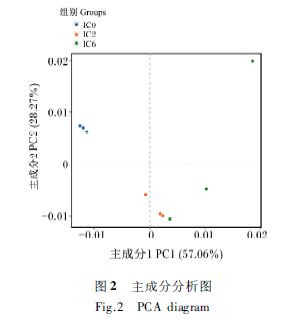 组别 Groups
IC0
IC2
IC6
0.02
0.01
0
−0.01
主成分2 PC2 (28.27%)
−0.01
0
0.01
0.02
主成分1 PC1 (57.06%)
图2 主成分分析图
Fig.2 PCA diagram